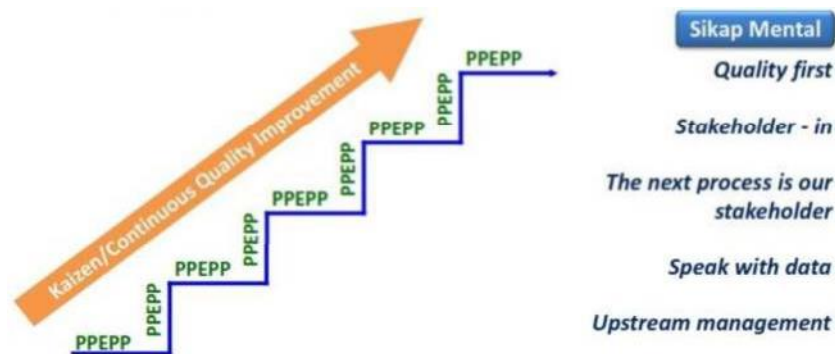 Kaizen/Continuous Quality Improvement
PPEPP
PPEPP
PPEPP
PPEPP
PPEPP
PPEPP
PPEPP
PPEPP
PPEPP
Sikap Mental
Quality first
Stakeholder - in
The next process is our
stakeholder
Speak with data
Upstream management